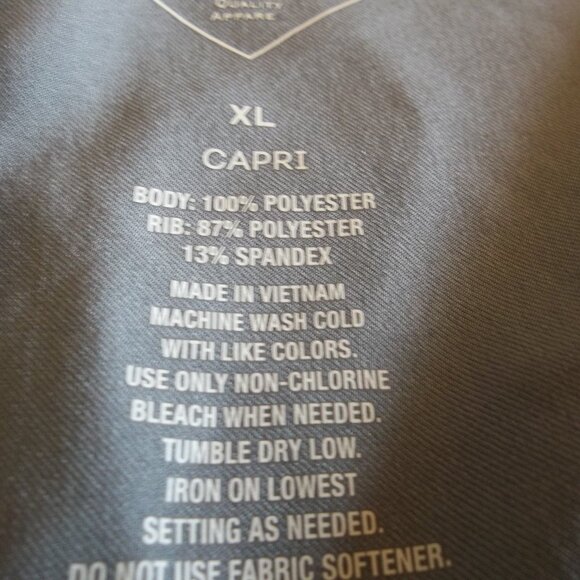 QUALITY
APPARE
XL
CAPRI
BODY: 100% POLYESTER
RIB: 87% POLYESTER
13% SPANDEX
MADE IN VIETNAM
MACHINE WASH COLD
WITH LIKE COLORS.
USE ONLY NON-CHLORINE
BLEACH WHEN NEEDED.
TUMBLE DRY LOW.
IRON ON LOWEST
SETTING AS NEEDED.
DO NOT USE FABRIC SOFTENER.